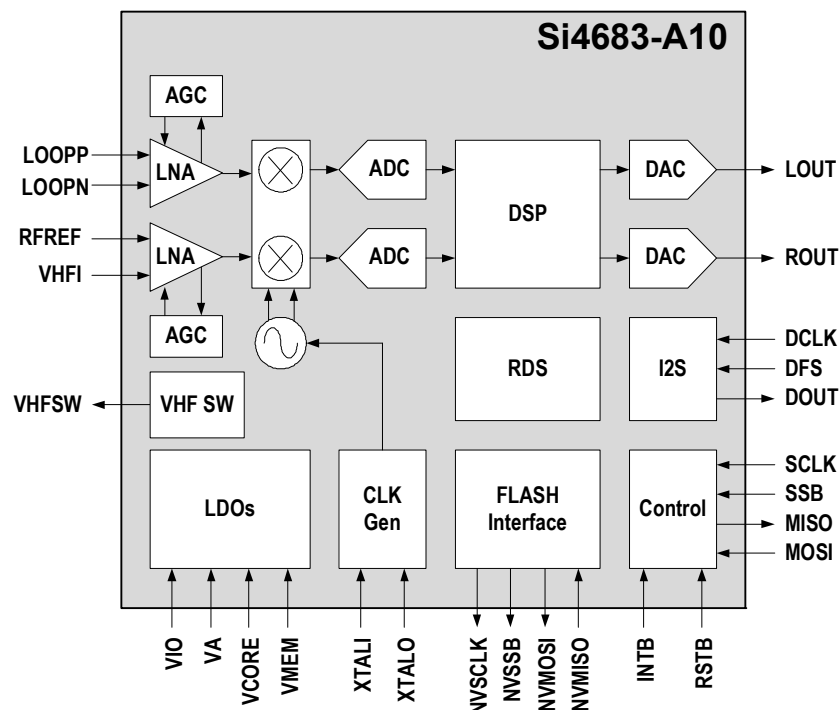 Si4683-A10
AGC
LOOPP
LOOPN
LNA
ADC
DAC
LOUT
DSP
RFREF
VHFI
LNA
ADC
DAC
ROUT
AGC
RDS
I2S
DCLK
DFS
DOUT
VHFSW
VHF SW
LDOs
CLK
Gen
FLASH
Interface
Control
SCLK
SSB
MISO
MOSI
VIO
VA
VCORE
VMEM
XTALI
XTALO
NVSCLK
NVSSB
NVMOSI
NVMISO
INTB
RSTB